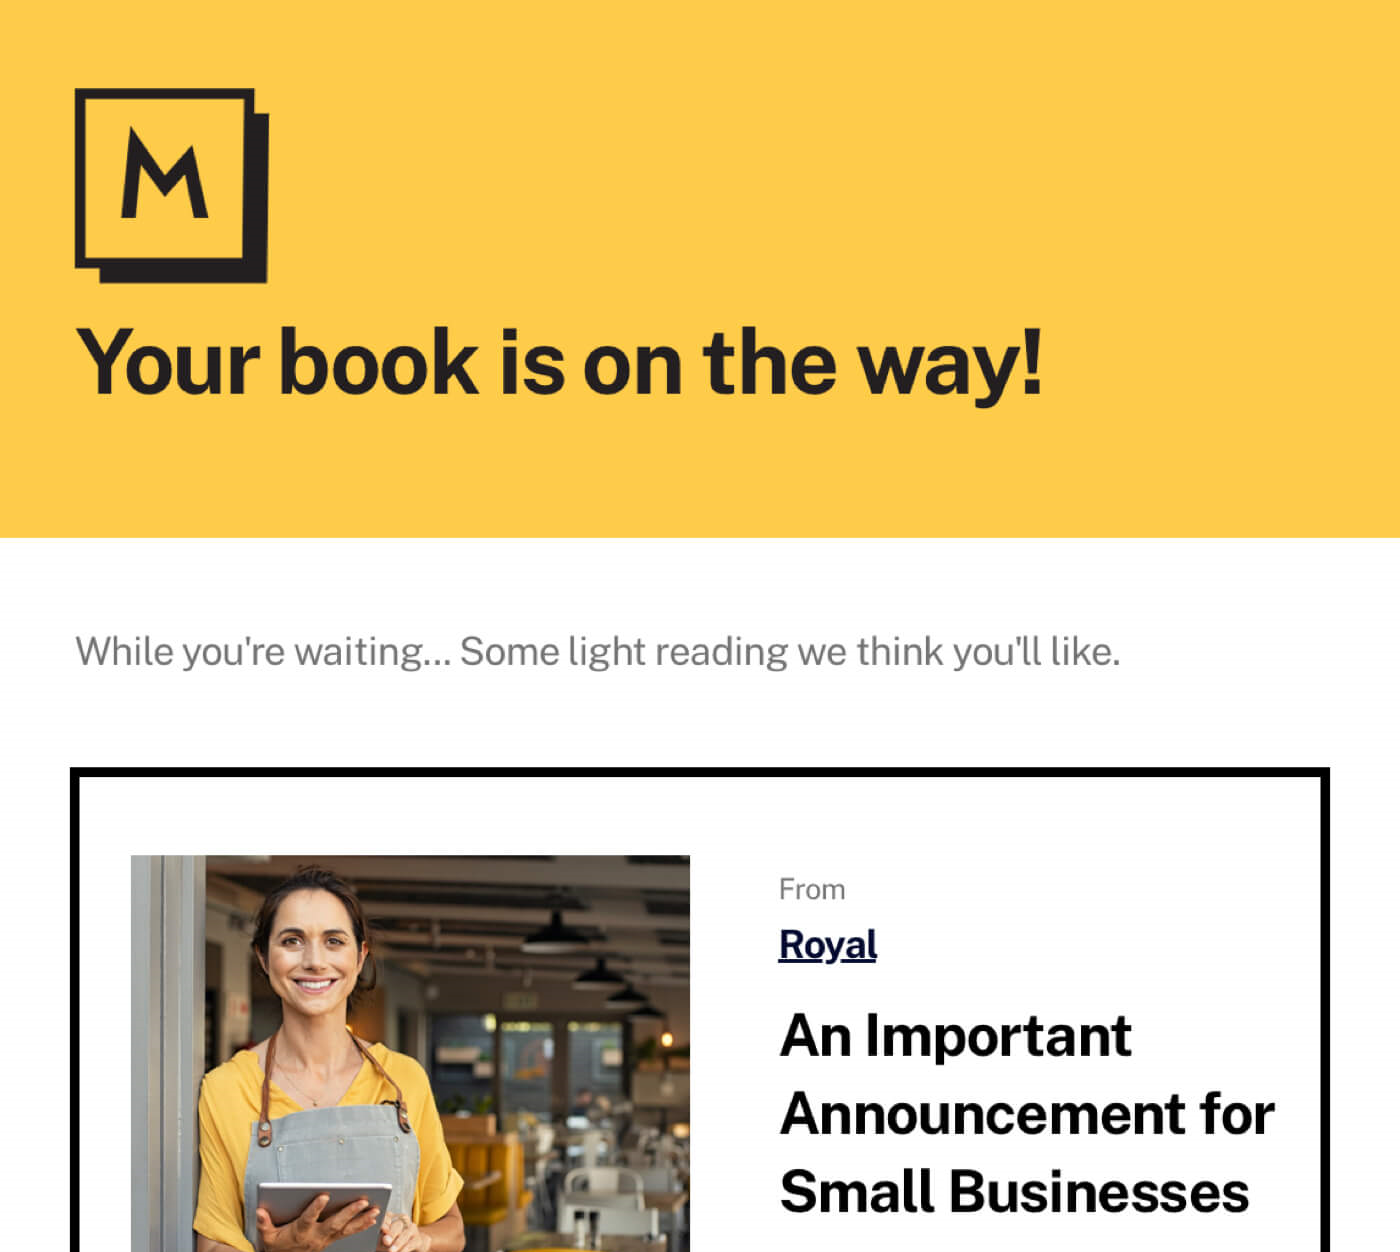 M
Your book is on the way!
While you're waiting... Some light reading we think you'll like.
From
Royal
An Important
Announcement for
Small Businesses